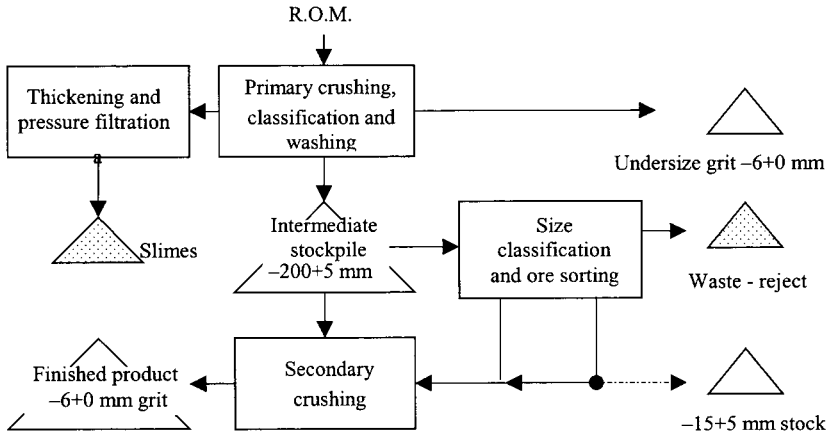 R.O.M.
Thickening and
pressure filtration
a
Primary crushing,
classification and
washing
Undersize grit –6+0 mm
Slimes
Intermediate
stockpile
–200+5 mm
Size
classification
and ore sorting
Waste - reject
Finished product
–6+0 mm grit
Secondary
crushing
–15+5 mm stock